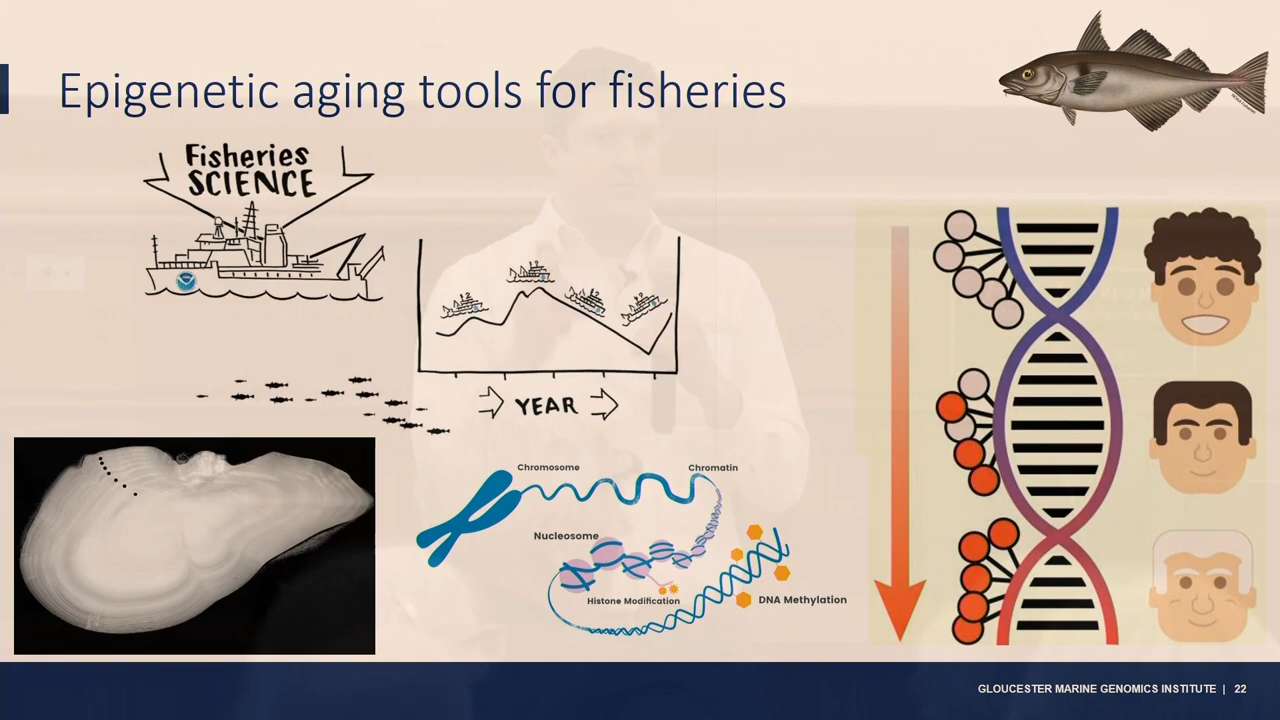 Epigenetic aging tools for fisheries
Fisheries
SCIENCE
YEAR
Chromosome
Chromatin
Nucleosome
Histone Modification
DNA Methylation
GLOUCESTER MARINE GENOMICS INSTITUTE | 22